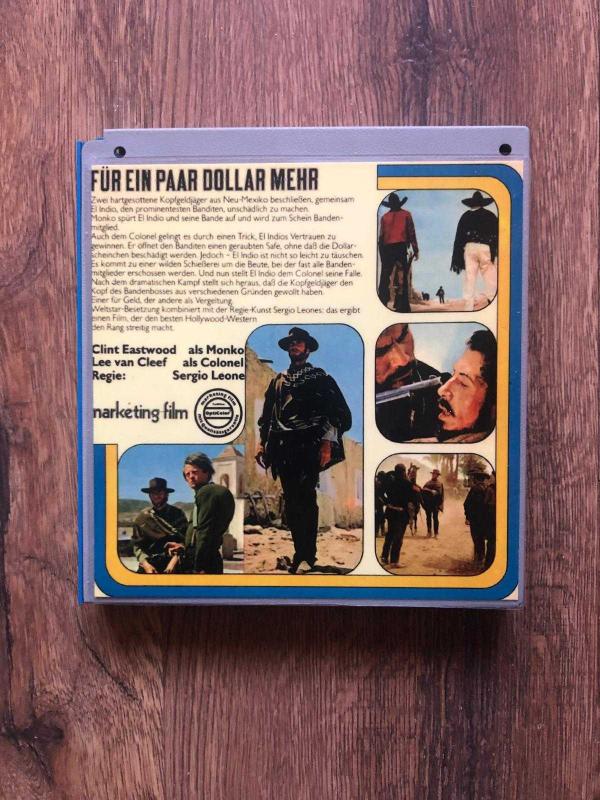 FÜR EIN PAAR DOLLAR MEHR
Zwei hartgesottene Kopfgeldjäger aus Neu-Mexiko beschließen, gemeinsam
El Indio, den prominentesten Banditen, unschädlich zu machen.
Monko spürt El Indio und seine Bande auf und wird zum Schein Banden-
mitglied.
Auch dem Colonel gelingt es durch einen Trick, El Indios Vertrauen zu
gewinnen. Er öffnet den Banditen einen geraubten Safe, ohne daß die Dollar-
scheinchen beschädigt werden. Jedoch – El Indio ist nicht so leicht zu täuschen.
Es kommt zu einer wilden Schießerei um die Beute, bei der fast alle Banden-
mitglieder erschossen werden. Und nun stellt El Indio dem Colonel seine Falle.
Nach dem dramatischen Kampf stellt sich heraus, daß die Kopfgeldjäger den
Kopf des Bandenbosses aus verschiedenen Gründen gewollt haben.
Einer für Geld, der andere als Vergeltung.
Weltstar-Besetzung kombiniert mit der Regie-Kunst Sergio Leones: das ergibt
einen Film, der den besten Hollywood-Western
den Rang streitig macht.
Clint Eastwood als Monko
Lee van Cleef als Colonel
Regie: Sergio Leone
marketing film
marketing film
OptiColor